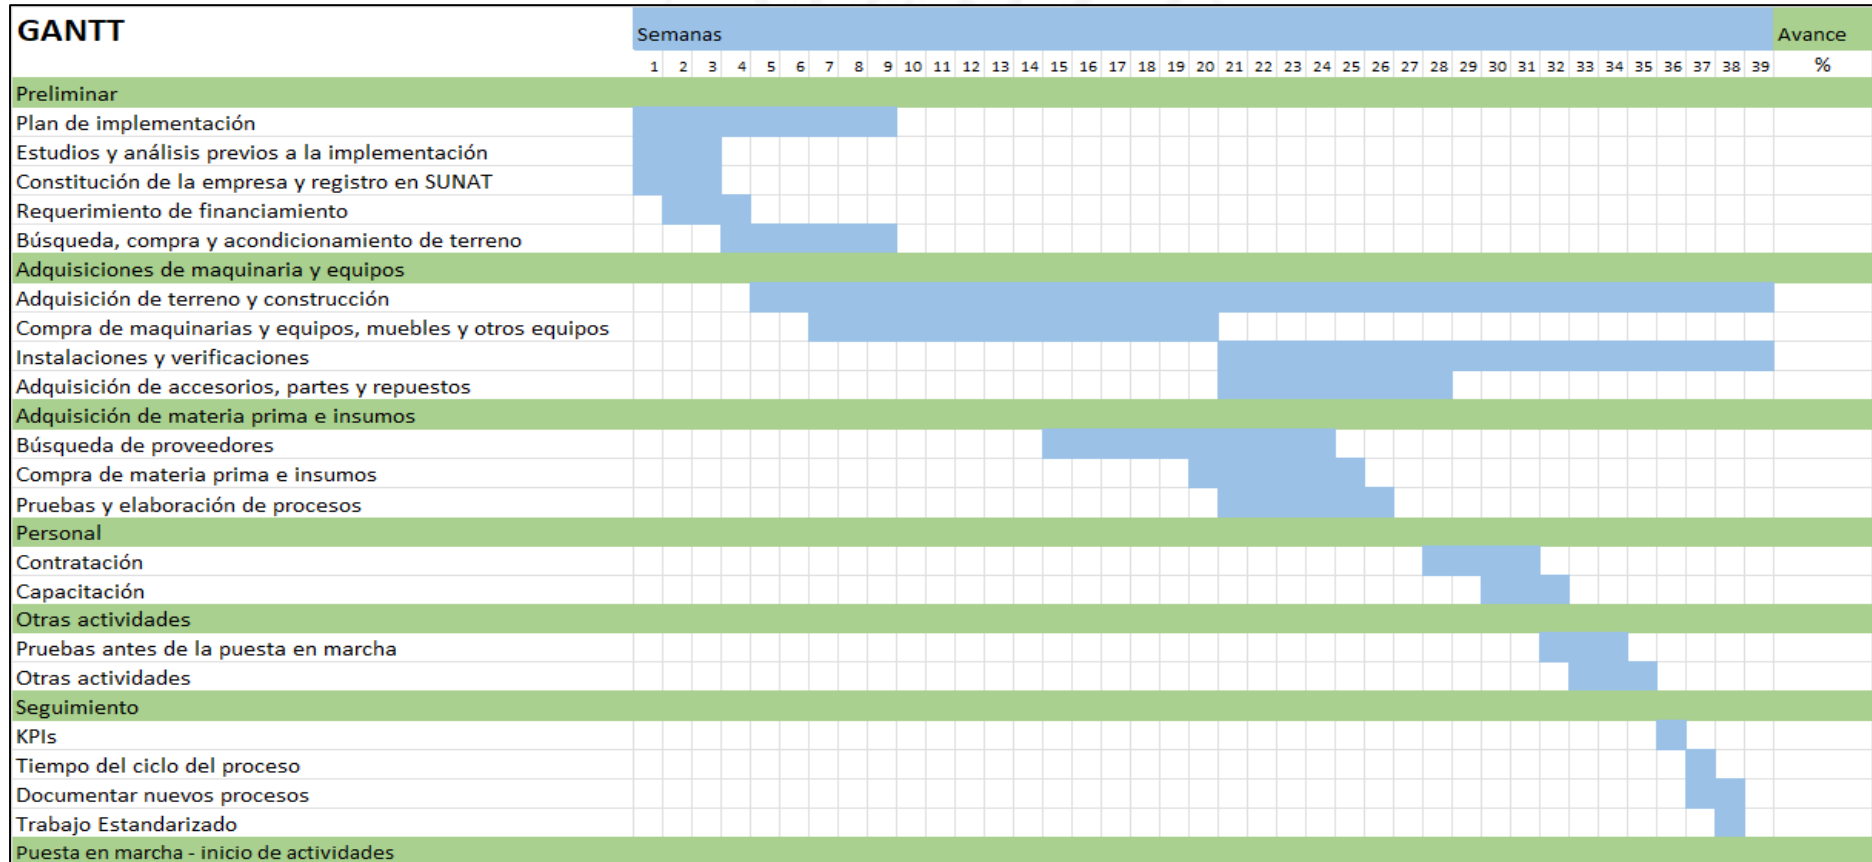 GANTT
Semanas Avance
1 2 3 4 5 6 7 8 9 10 11 12 13 14 15 16 17 18 19 20 21 22 23 24 25 26 27 28 29 30 31 32 33 34 35 36 37 38 39 %
Preliminar
Plan de implementación
Estudios y análisis previos a la implementación
Constitución de la empresa y registro en SUNAT
Requerimiento de financiamiento
Búsqueda, compra y acondicionamiento de terreno
Adquisiciones de maquinaria y equipos
Adquisición de terreno y construcción
Compra de maquinarias y equipos, muebles y otros equipos
Instalaciones y verificaciones
Adquisición de accesorios, partes y repuestos
Adquisición de materia prima e insumos
Búsqueda de proveedores
Compra de materia prima e insumos
Pruebas y elaboración de procesos
Personal
Contratación
Capacitación
Otras actividades
Pruebas antes de la puesta en marcha
Otras actividades
Seguimiento
KPIs
Tiempo del ciclo del proceso
Documentar nuevos procesos
Trabajo Estandarizado
Puesta en marcha - inicio de actividades